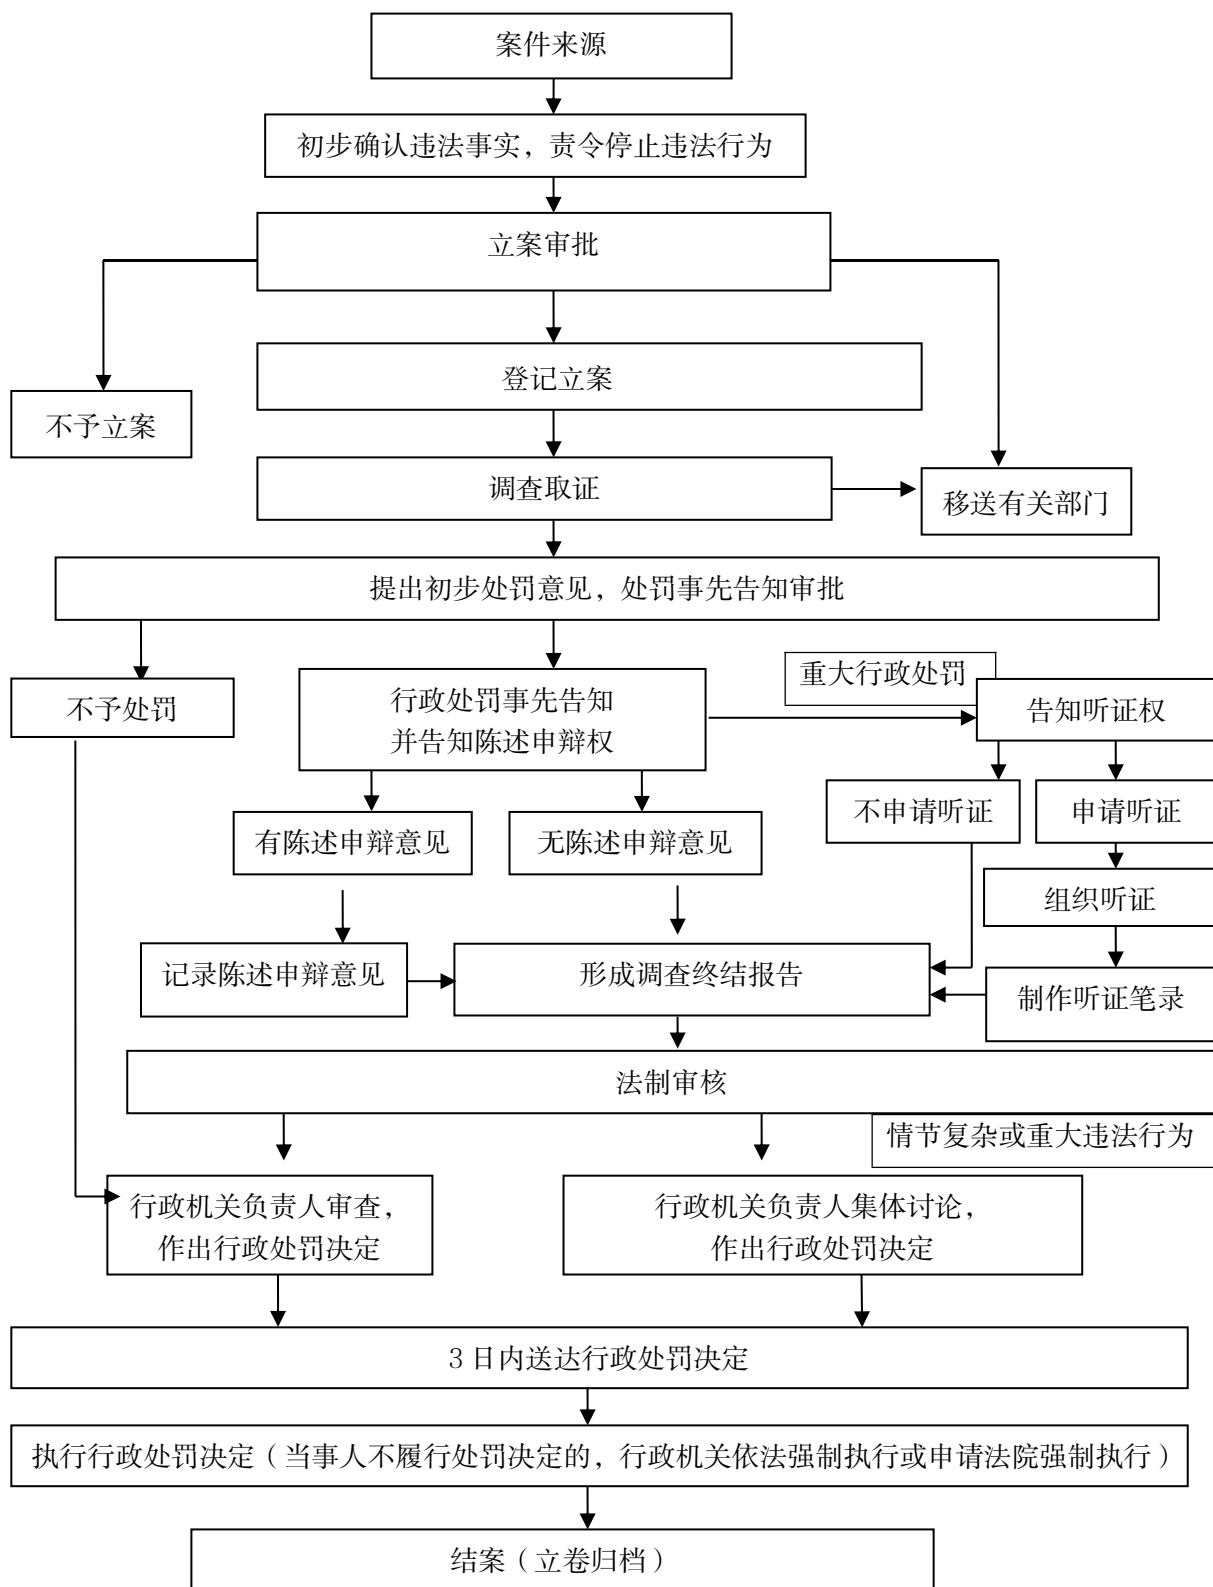 案件来源
初步确认违法事实，责令停止违法行为
立案审批
登记立案
不予立案
调查取证
移送有关部门
提出初步处罚意见，处罚事先告知审批
重大行政处罚
不予处罚
行政处罚事先告知
并告知陈述申辩权
告知听证权
不申请听证
申请听证
有陈述申辩意见
无陈述申辩意见
组织听证
记录陈述申辩意见
形成调查终结报告
制作听证笔录
法制审核
情节复杂或重大违法行为
行政机关负责人审查，
作出行政处罚决定
行政机关负责人集体讨论，
作出行政处罚决定
3 日内送达行政处罚决定
执行行政处罚决定（当事人不履行处罚决定的，行政机关依法强制执行或申请法院强制执行）
结案（立卷归档）